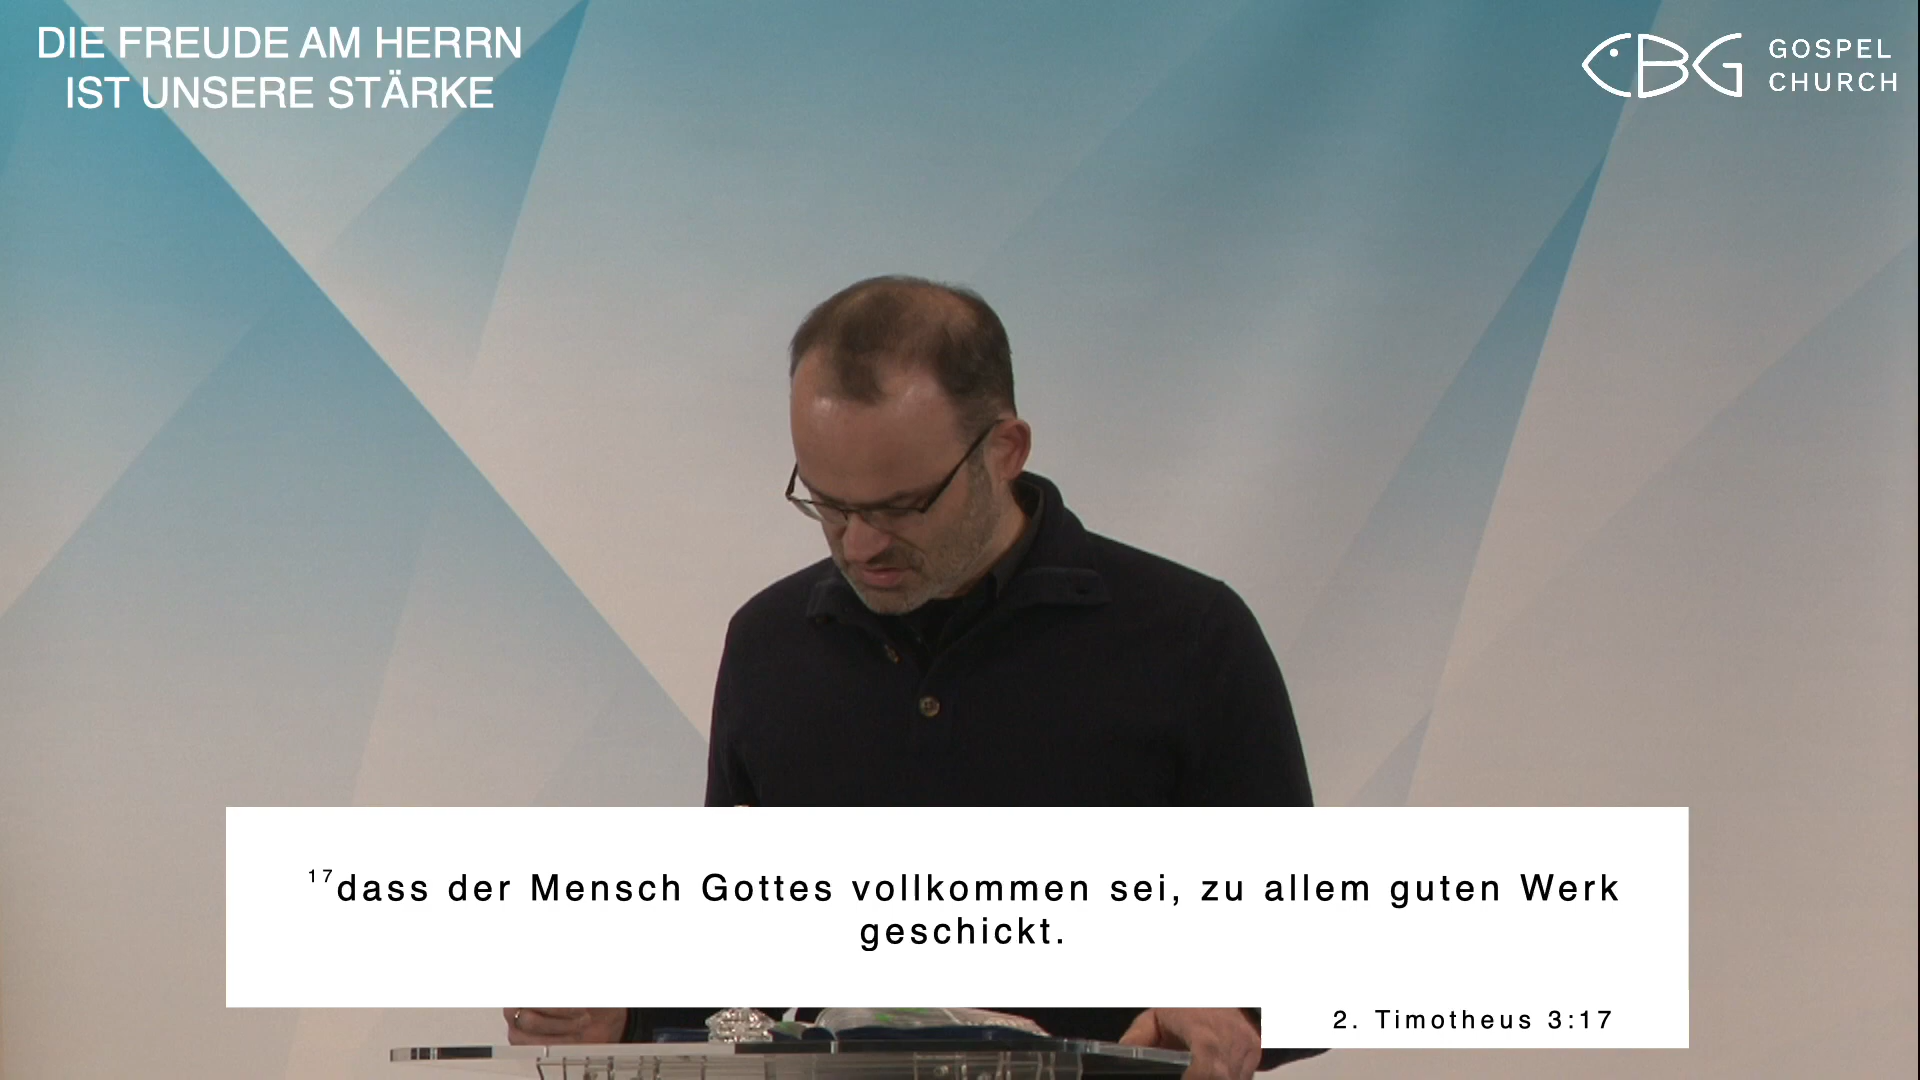 DIE FREUDE AM HERRN
IST UNSERE STÄRKE
CBG
GOSPEL
CHURCH
¹⁷dass der Mensch Gottes vollkommen sei, zu allem guten Werk
geschickt.
2. Timotheus 3:17